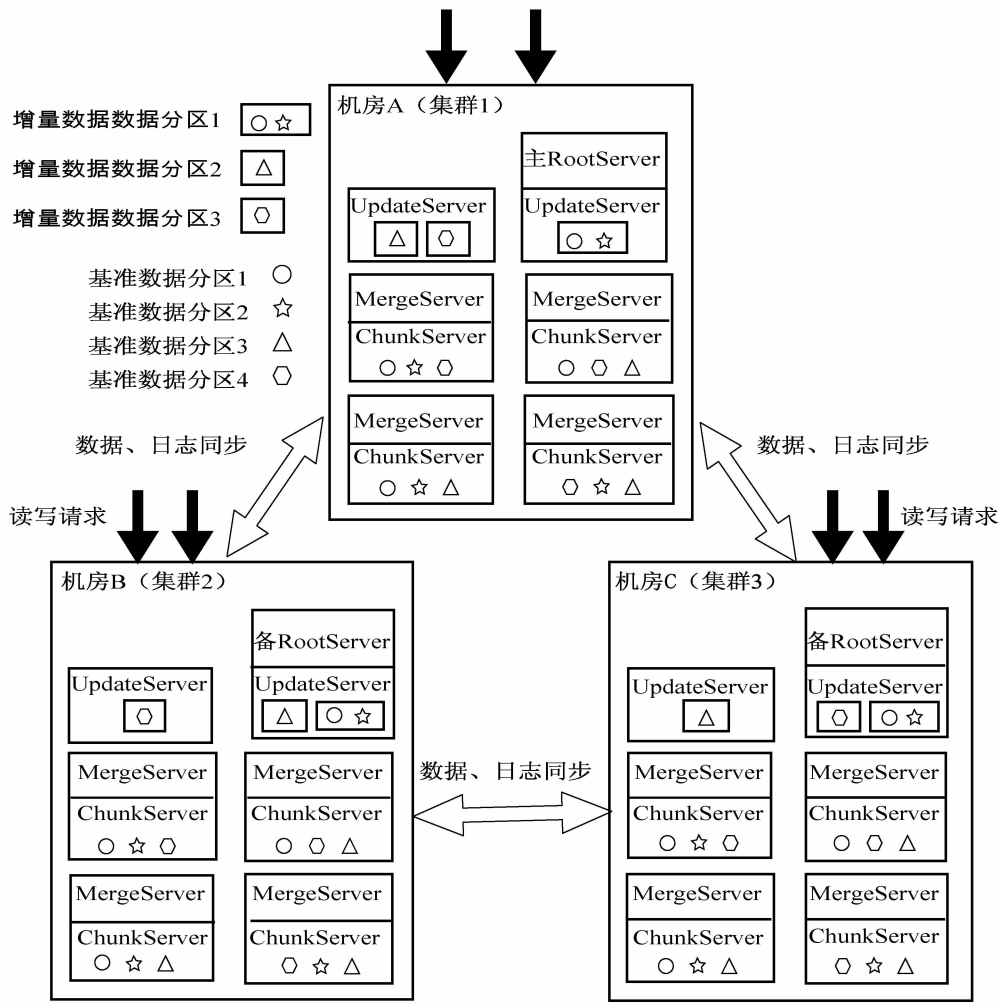 机房A（集群1）
增量数据数据分区1
增量数据数据分区2
增量数据数据分区3
基准数据分区1
基准数据分区2
基准数据分区3
基准数据分区4
主RootServer
UpdateServer
UpdateServer
MergeServer
MergeServer
ChunkServer
ChunkServer
MergeServer
MergeServer
ChunkServer
ChunkServer
数据、日志同步
数据、日志同步
读写请求
读写请求
机房B（集群2）
备RootServer
UpdateServer
UpdateServer
MergeServer
MergeServer
ChunkServer
ChunkServer
MergeServer
MergeServer
ChunkServer
ChunkServer
数据、日志同步
机房C（集群3）
备RootServer
UpdateServer
UpdateServer
MergeServer
MergeServer
ChunkServer
ChunkServer
MergeServer
MergeServer
ChunkServer
ChunkServer